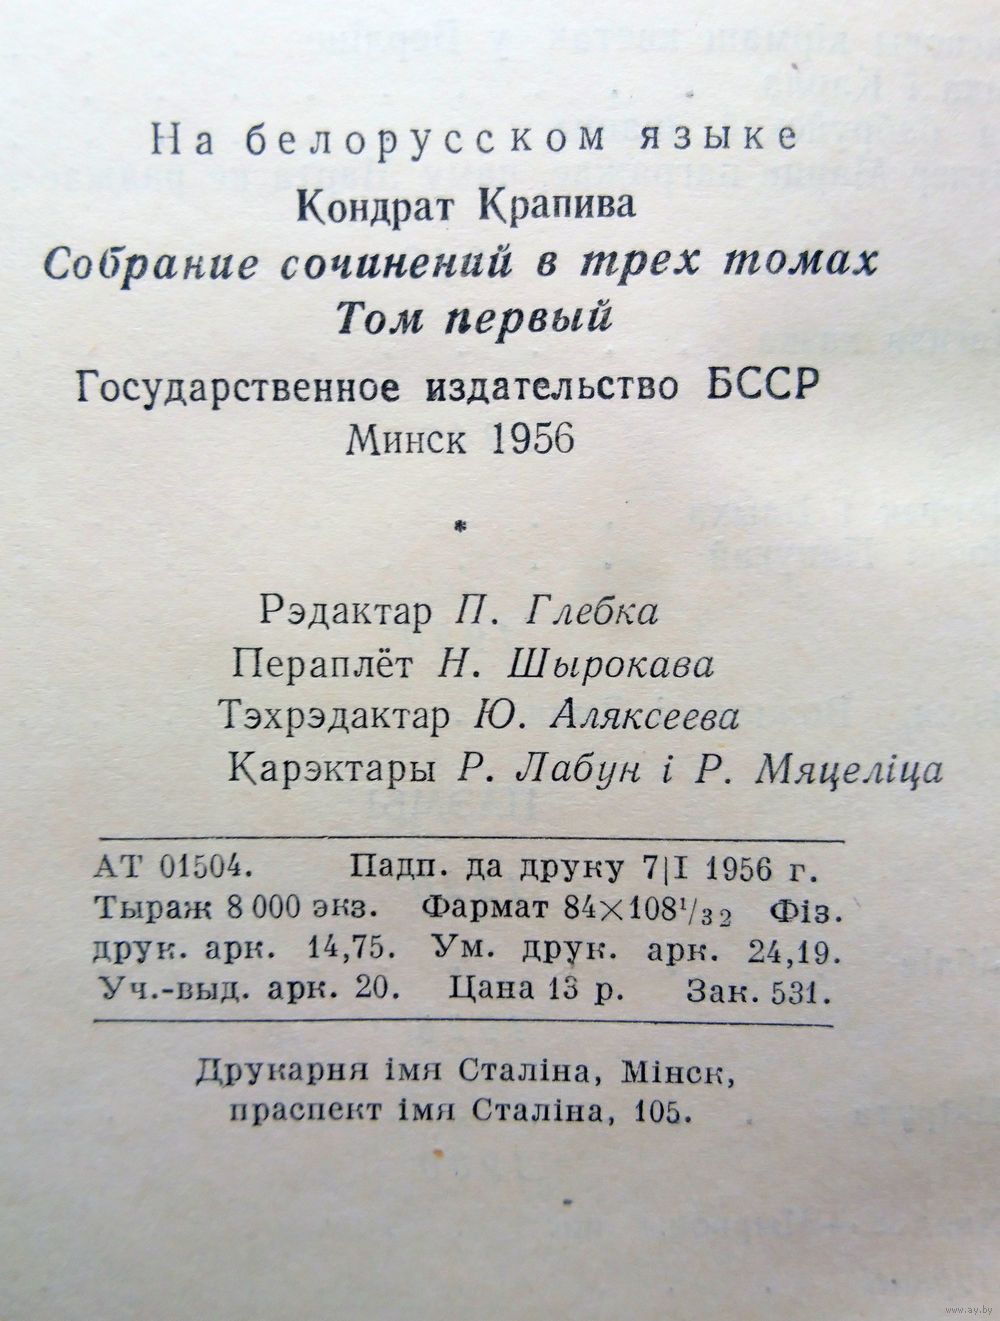 На белорусском языке
Кондрат Крапива
Собрание сочинений в трех томах
Том первый
Государственное издательство БССР
Минск 1956
*
Рэдактар П. Глебка
Пераплёт Н. Шырокава
Тэхрэдактар Ю. Аляксеева
Карэктары Р. Лабун і Р. Мяцеліца
АТ 01504. Падп. да друку 7|I 1956 г.
Тыраж 8 000 экз. Фармат 84×108¹/₃₂ Фіз.
друк. арк. 14,75. Ум. друк. арк. 24,19.
Уч.-выд. арк. 20. Цана 13 р. Зак. 531.
Друкарня імя Сталіна, Мінск,
праспект імя Сталіна, 105.
www.ay.by